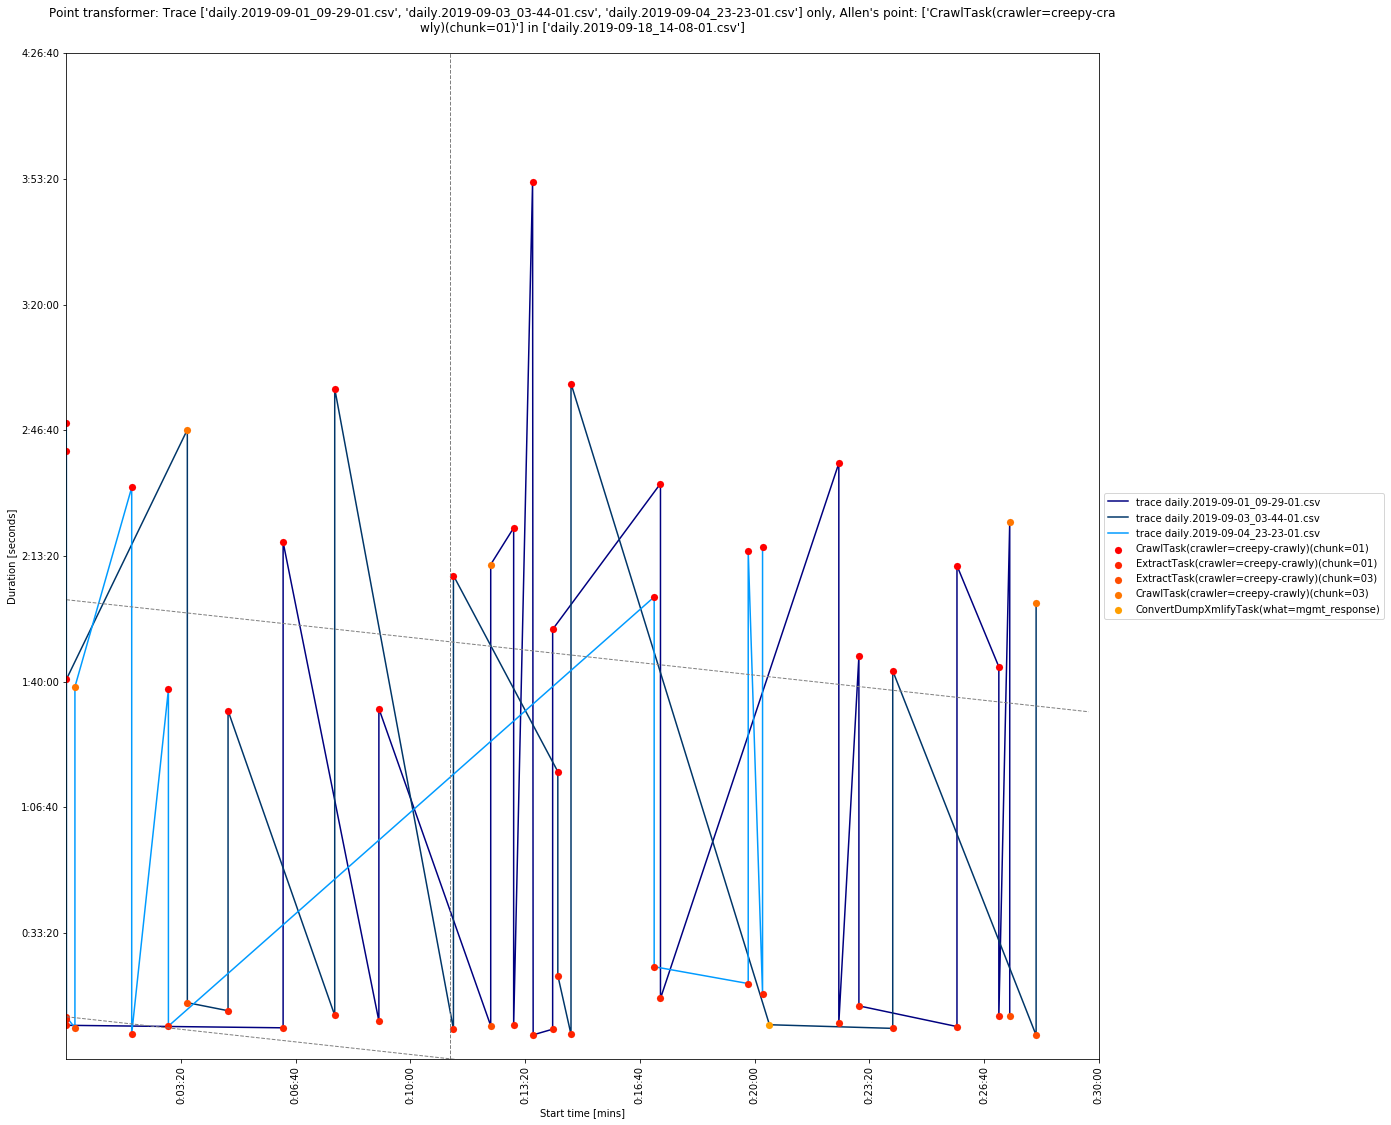 Point transformer: Trace ['daily.2019-09-01_09-29-01.csv', 'daily.2019-09-03_03-44-01.csv', 'daily.2019-09-04_23-23-01.csv'] only, Allen's point: ['CrawlTask(crawler=creepy-cra
wly)(chunk=01)'] in ['daily.2019-09-18_14-08-01.csv']
4:26:40
3:53:20
3:20:00
2:46:40
2:13:20
1:40:00
1:06:40
0:33:20
Duration [seconds]
0:03:20
0:06:40
0:10:00
0:13:20
0:16:40
0:20:00
0:23:20
0:26:40
0:30:00
Start time [mins]
trace daily.2019-09-01_09-29-01.csv
trace daily.2019-09-03_03-44-01.csv
trace daily.2019-09-04_23-23-01.csv
CrawlTask(crawler=creepy-crawly)(chunk=01)
ExtractTask(crawler=creepy-crawly)(chunk=01)
ExtractTask(crawler=creepy-crawly)(chunk=03)
CrawlTask(crawler=creepy-crawly)(chunk=03)
ConvertDumpXmlifyTask(what=mgmt_response)